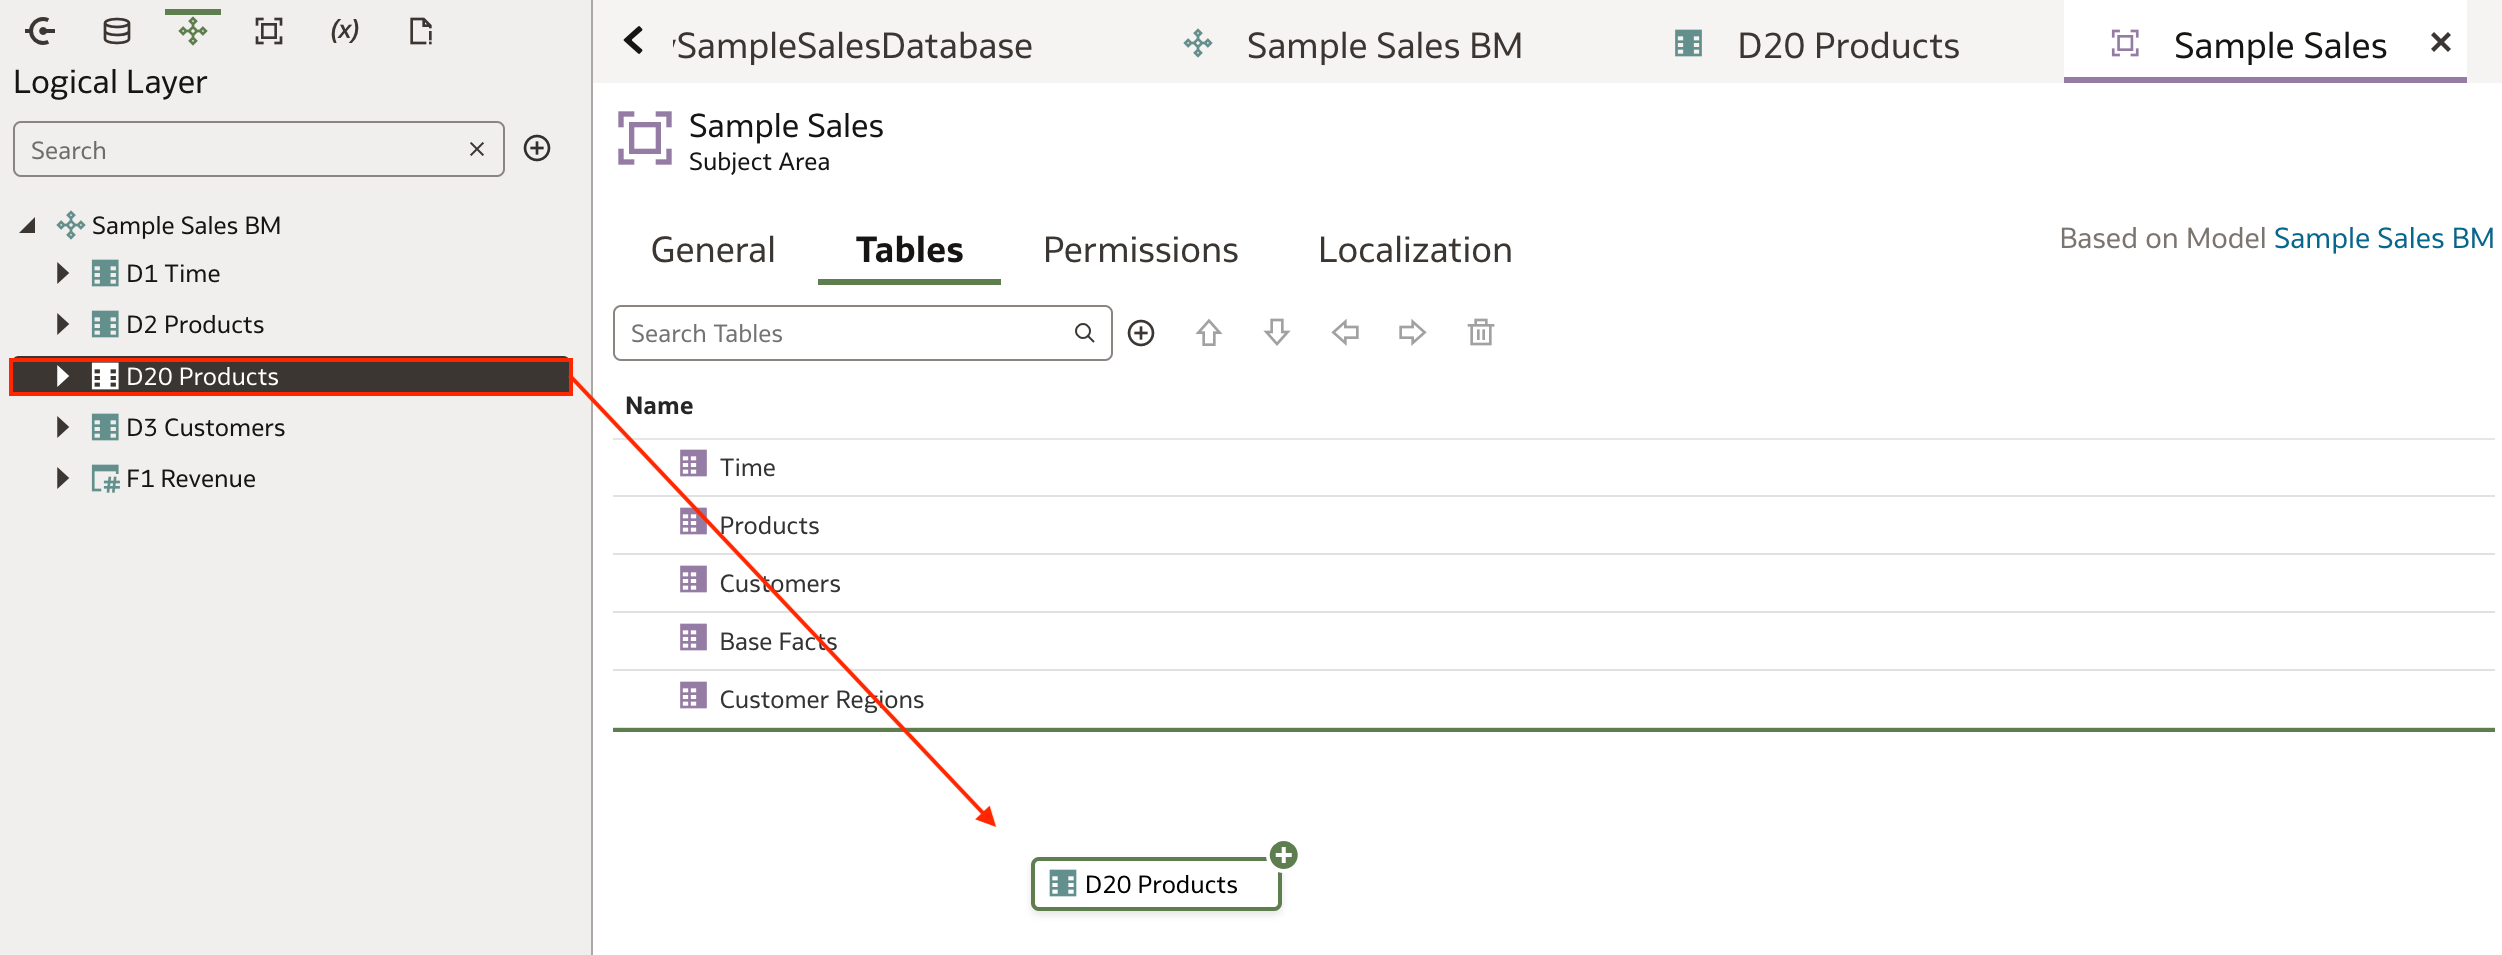 (x)
Logical Layer
Search
Sample Sales BM
D1 Time
D2 Products
D20 Products
D3 Customers
F1 Revenue
SampleSalesDatabase
Sample Sales BM
D20 Products
Sample Sales
Sample Sales
Subject Area
General
Tables
Permissions
Localization
Based on Model Sample Sales BM
Search Tables
Name
Time
Products
Customers
Base Facts
Customer Regions
D20 Products